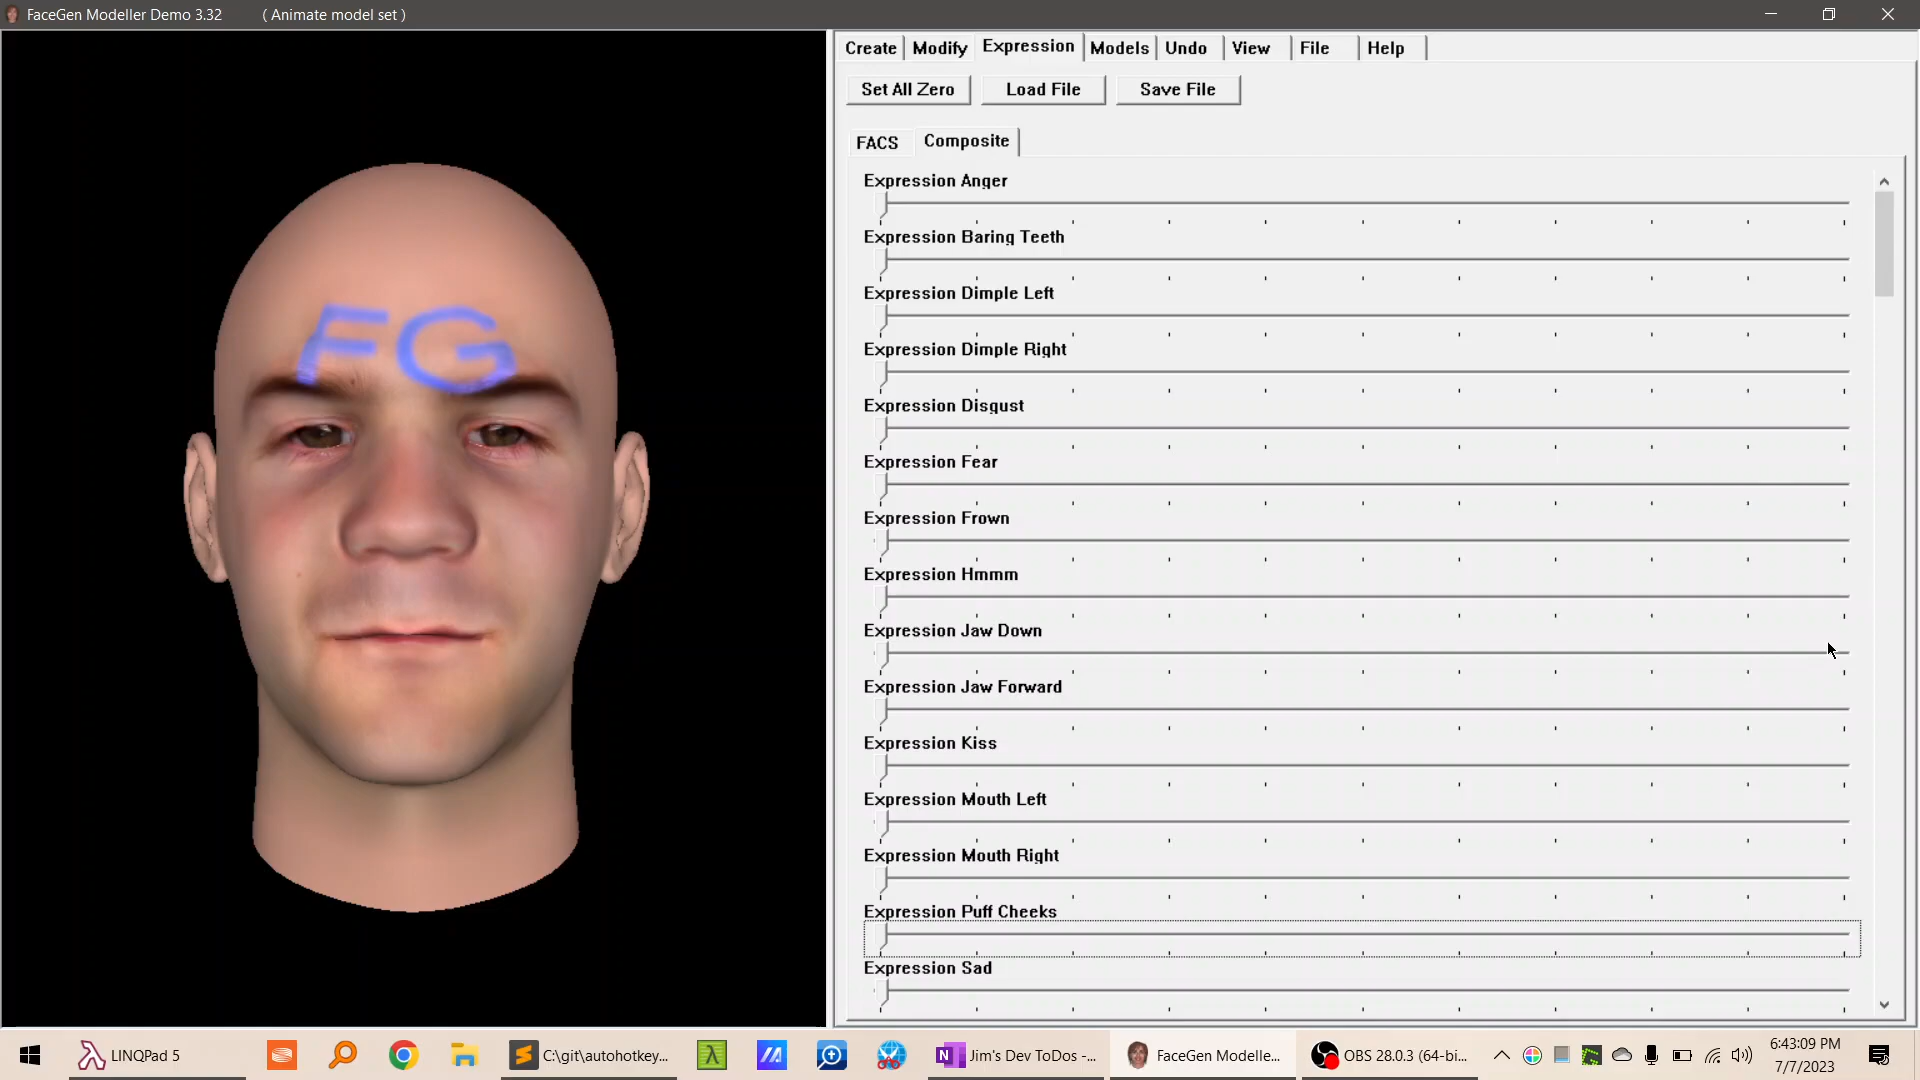 FaceGen Modeller Demo 3.32 ( Animate model set )
Create Modify Expression Models Undo View File Help
Set All Zero Load File Save File
FACS Composite
Expression Anger
Expression Baring Teeth
Expression Dimple Left
Expression Dimple Right
Expression Disgust
Expression Fear
Expression Frown
Expression Hmmm
Expression Jaw Down
Expression Jaw Forward
Expression Kiss
Expression Mouth Left
Expression Mouth Right
Expression Puff Cheeks
Expression Sad
FG
LINQPad 5
C:\git\autohotkey...
Jim's Dev ToDos -...
FaceGen Modelle...
OBS 28.0.3 (64-bi...
6:43:09 PM
7/7/2023